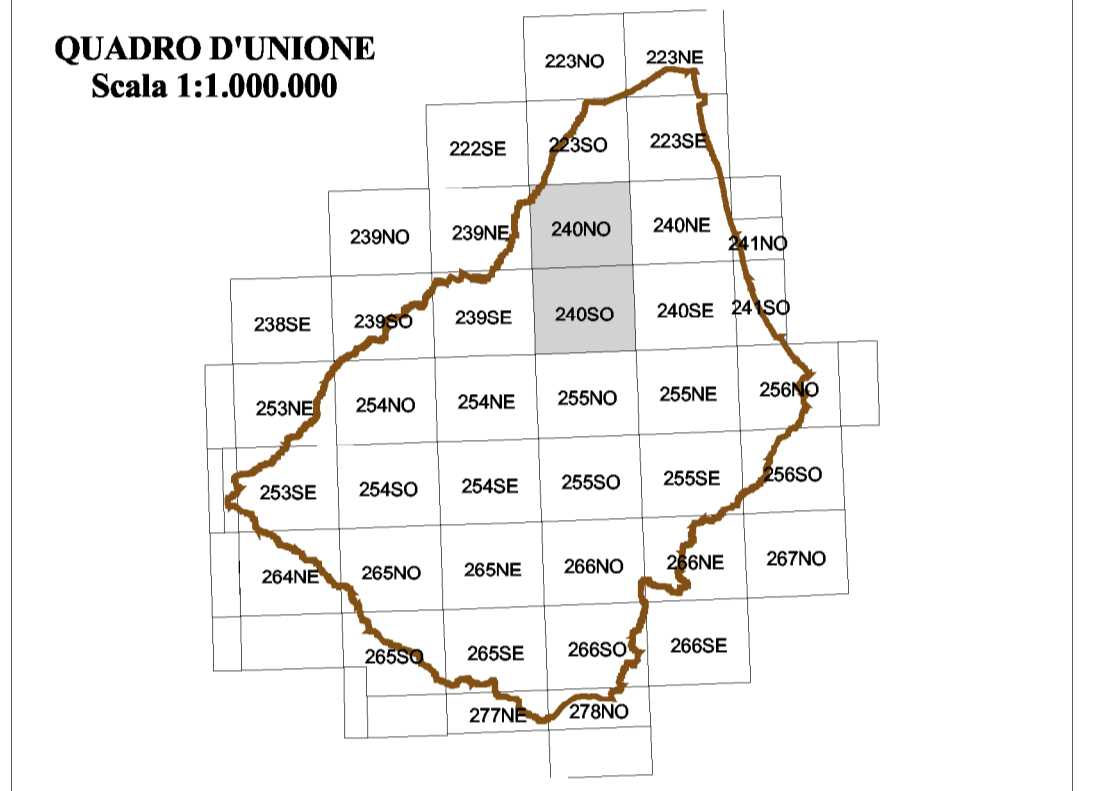 QUADRO D'UNIONE
Scala 1:1.000.000
223NO 223NE
222SE 223SO 223SE
239NO 239NE 240NO 240NE 241NO
238SE 239SO 239SE 240SO 240SE 241SO
253NE 254NO 254NE 255NO 255NE 256NO
253SE 254SO 254SE 255SO 255SE 256SO
264NE 265NO 265NE 266NO 266NE 267NO
265SO 265SE 266SO 266SE
277NE 278NO